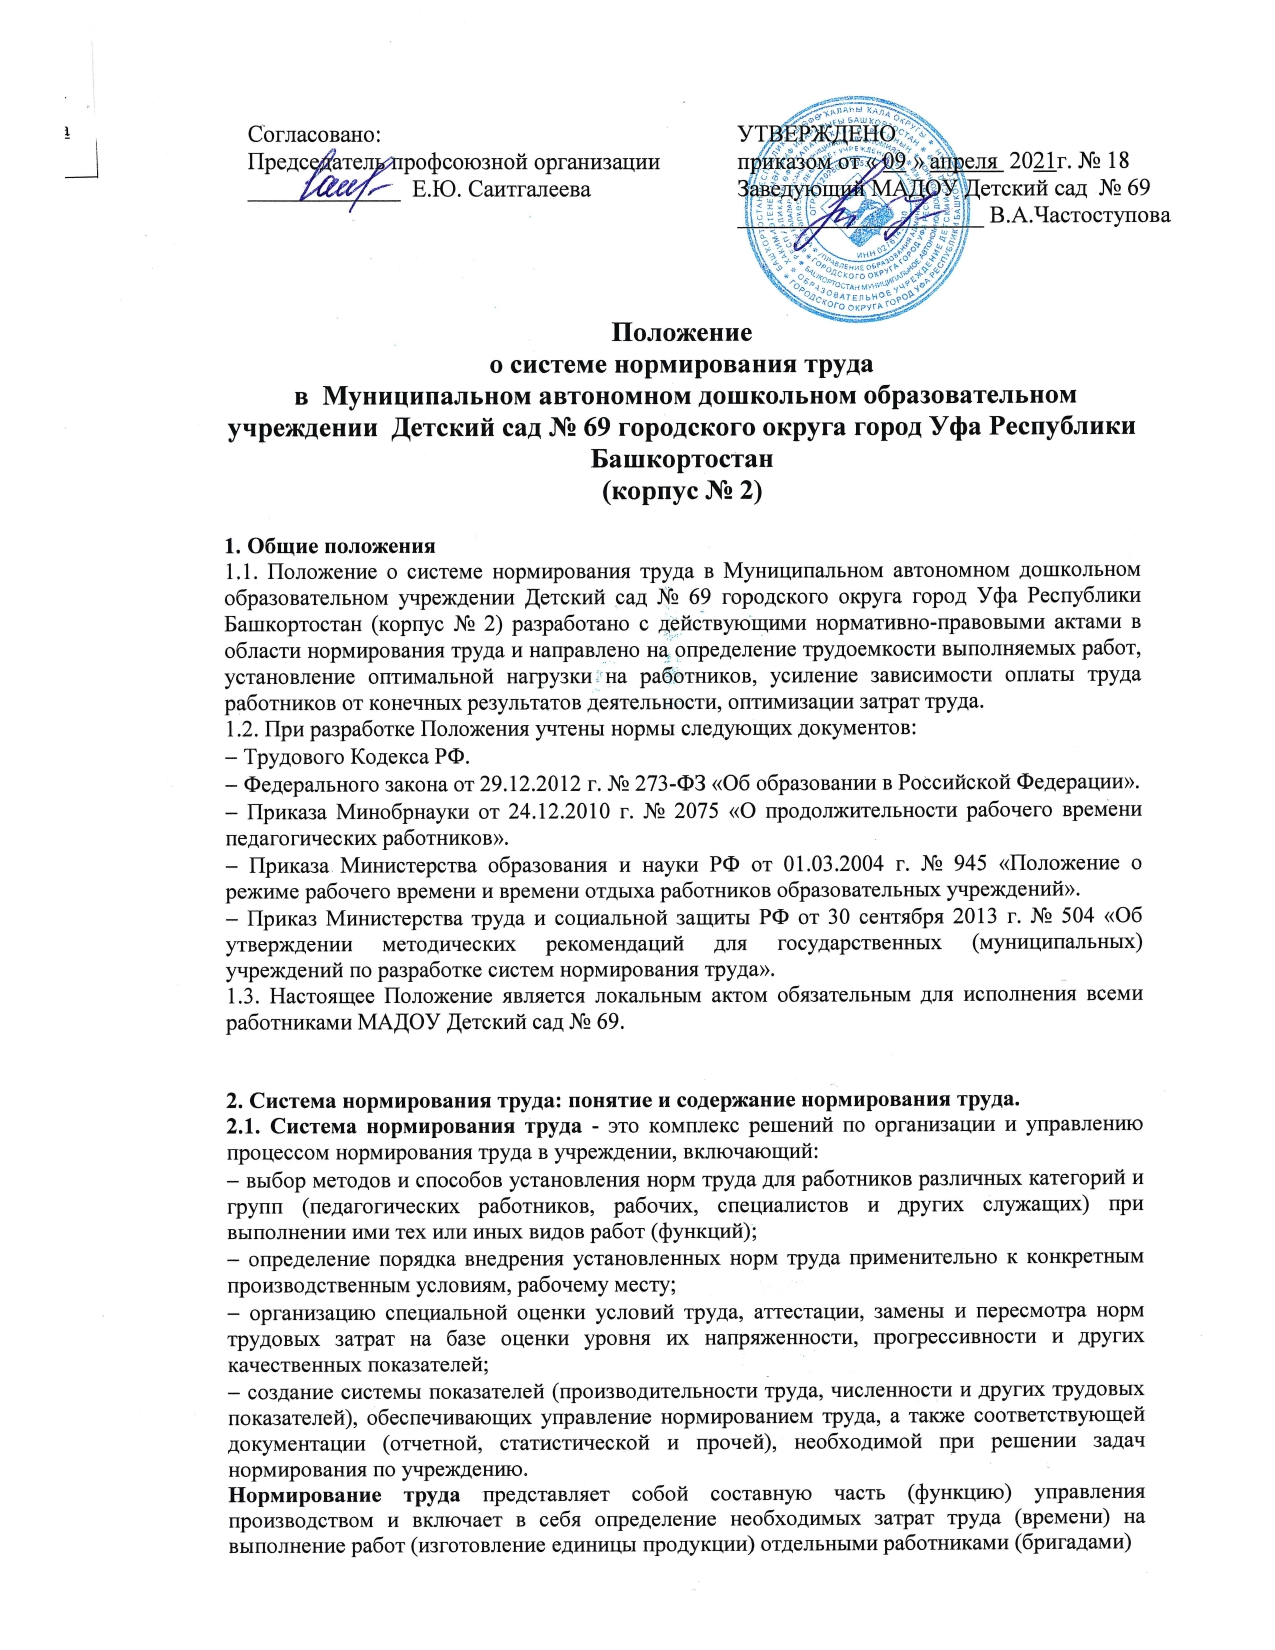 Согласовано:
Председатель профсоюзной организации
_____________ Е.Ю. Саитгалеева
УТВЕРЖДЕНО
приказом от « 09 » апреля 2021г. № 18
Заведующий МАДОУ Детский сад № 69
_____________________ В.А.Частоступова
Положение
о системе нормирования труда
в Муниципальном автономном дошкольном образовательном
учреждении Детский сад № 69 городского округа город Уфа Республики
Башкортостан
(корпус № 2)
1. Общие положения
1.1. Положение о системе нормирования труда в Муниципальном автономном дошкольном
образовательном учреждении Детский сад № 69 городского округа город Уфа Республики
Башкортостан (корпус № 2) разработано с действующими нормативно-правовыми актами в
области нормирования труда и направлено на определение трудоемкости выполняемых работ,
установление оптимальной нагрузки на работников, усиление зависимости оплаты труда
работников от конечных результатов деятельности, оптимизации затрат труда.
1.2. При разработке Положения учтены нормы следующих документов:
– Трудового Кодекса РФ.
– Федерального закона от 29.12.2012 г. № 273-ФЗ «Об образовании в Российской Федерации».
– Приказа Минобрнауки от 24.12.2010 г. № 2075 «О продолжительности рабочего времени
педагогических работников».
– Приказа Министерства образования и науки РФ от 01.03.2004 г. № 945 «Положение о
режиме рабочего времени и времени отдыха работников образовательных учреждений».
– Приказ Министерства труда и социальной защиты РФ от 30 сентября 2013 г. № 504 «Об
утверждении методических рекомендаций для государственных (муниципальных)
учреждений по разработке систем нормирования труда».
1.3. Настоящее Положение является локальным актом обязательным для исполнения всеми
работниками МАДОУ Детский сад № 69.
2. Система нормирования труда: понятие и содержание нормирования труда.
2.1. Система нормирования труда - это комплекс решений по организации и управлению
процессом нормирования труда в учреждении, включающий:
– выбор методов и способов установления норм труда для работников различных категорий и
групп (педагогических работников, рабочих, специалистов и других служащих) при
выполнении ими тех или иных видов работ (функций);
– определение порядка внедрения установленных норм труда применительно к конкретным
производственным условиям, рабочему месту;
– организацию специальной оценки условий труда, аттестации, замены и пересмотра норм
трудовых затрат на базе оценки уровня их напряженности, прогрессивности и других
качественных показателей;
– создание системы показателей (производительности труда, численности и других трудовых
показателей), обеспечивающих управление нормированием труда, а также соответствующей
документации (отчетной, статистической и прочей), необходимой при решении задач
нормирования по учреждению.
Нормирование труда представляет собой составную часть (функцию) управления
производством и включает в себя определение необходимых затрат труда (времени) на
выполнение работ (изготовление единицы продукции) отдельными работниками (бригадами)